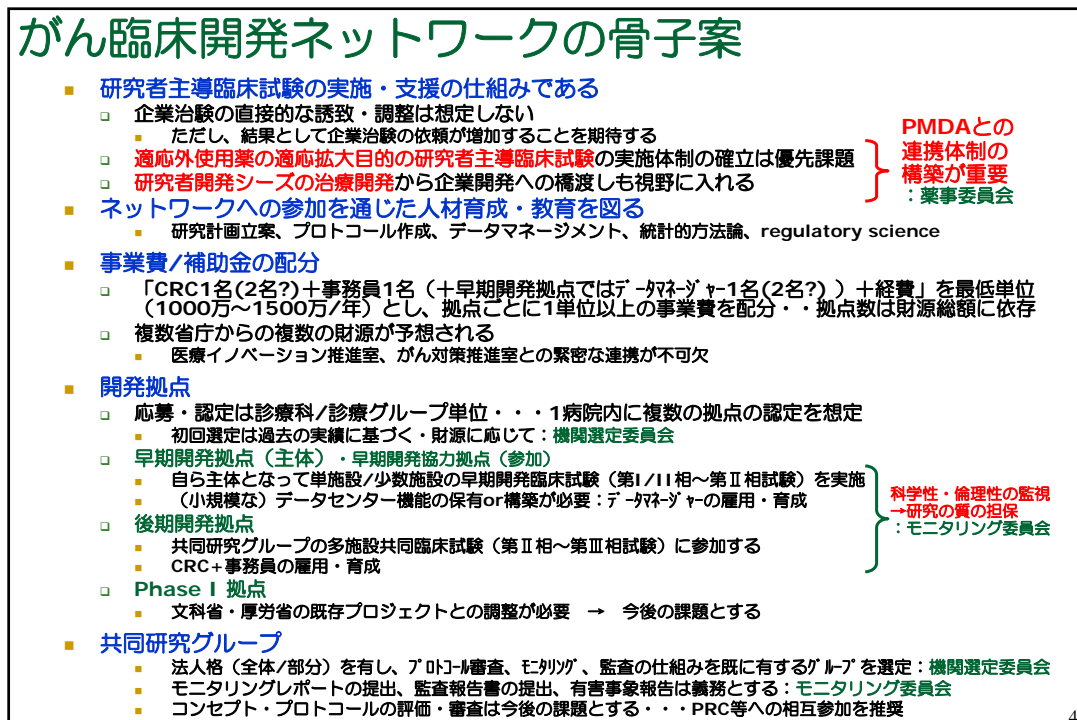 がん臨床開発ネットワークの骨子案
研究者主導臨床試験の実施・支援の仕組みである
企業治験の直接的な誘致・調整は想定しない
ただし、結果として企業治験の依頼が増加することを期待する
適応外使用薬の適応拡大目的の研究者主導臨床試験の実施体制の確立は優先課題
研究者開発シーズの治療開発から企業開発への橋渡しも視野に入れる
PMDAとの
連携体制の
構築が重要
：薬事委員会
ネットワークへの参加を通じた人材育成・教育を図る
研究計画立案、プロトコール作成、データマネージメント、統計的方法論、regulatory science
事業費/補助金の配分
「CRC1名(2名?)＋事務員1名（＋早期開発拠点ではﾃﾞｰﾀﾏﾈｰｼﾞｬｰ1名(2名?)）＋経費」を最低単位
（1000万～1500万/年）とし、拠点ごとに1単位以上の事業費を配分・・拠点数は財源総額に依存
複数省庁からの複数の財源が予想される
医療イノベーション推進室、がん対策推進室との緊密な連携が不可欠
開発拠点
応募・認定は診療科/診療グループ単位・・・1病院内に複数の拠点の認定を想定
初回選定は過去の実績に基づく・財源に応じて：機関選定委員会
早期開発拠点（主体）・早期開発協力拠点（参加）
自ら主体となって単施設/少数施設の早期開発臨床試験（第I/II相～第Ⅱ相試験）を実施
（小規模な）データセンター機能の保有or構築が必要：ﾃﾞｰﾀﾏﾈｰｼﾞｬｰの雇用・育成
後期開発拠点
共同研究グループの多施設共同臨床試験（第Ⅱ相～第Ⅲ相試験）に参加する
CRC+事務員の雇用・育成
科学性・倫理性の監視
→研究の質の担保
：モニタリング委員会
Phase I 拠点
文科省・厚労省の既存プロジェクトとの調整が必要　→　今後の課題とする
共同研究グループ
法人格（全体/部分）を有し、ﾌﾟﾛﾄｺｰﾙ審査、ﾓﾆﾀﾘﾝｸﾞ、監査の仕組みを既に有するｸﾞﾙｰﾌﾟを選定：機関選定委員会
モニタリングレポートの提出、監査報告書の提出、有害事象報告は義務とする：モニタリング委員会
コンセプト・プロトコールの評価・審査は今後の課題とする・・・PRC等への相互参加を推奨
4